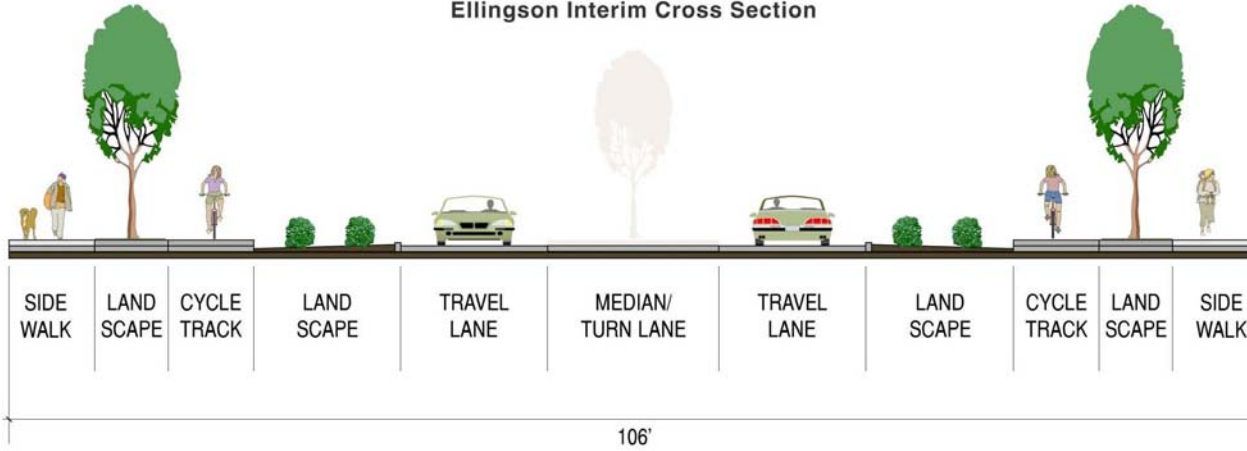 Ellingson Interim Cross Section
SIDE
WALK
LAND
SCAPE
CYCLE
TRACK
LAND
SCAPE
TRAVEL
LANE
MEDIAN/
TURN LANE
TRAVEL
LANE
LAND
SCAPE
CYCLE
TRACK
LAND
SCAPE
SIDE
WALK
106'